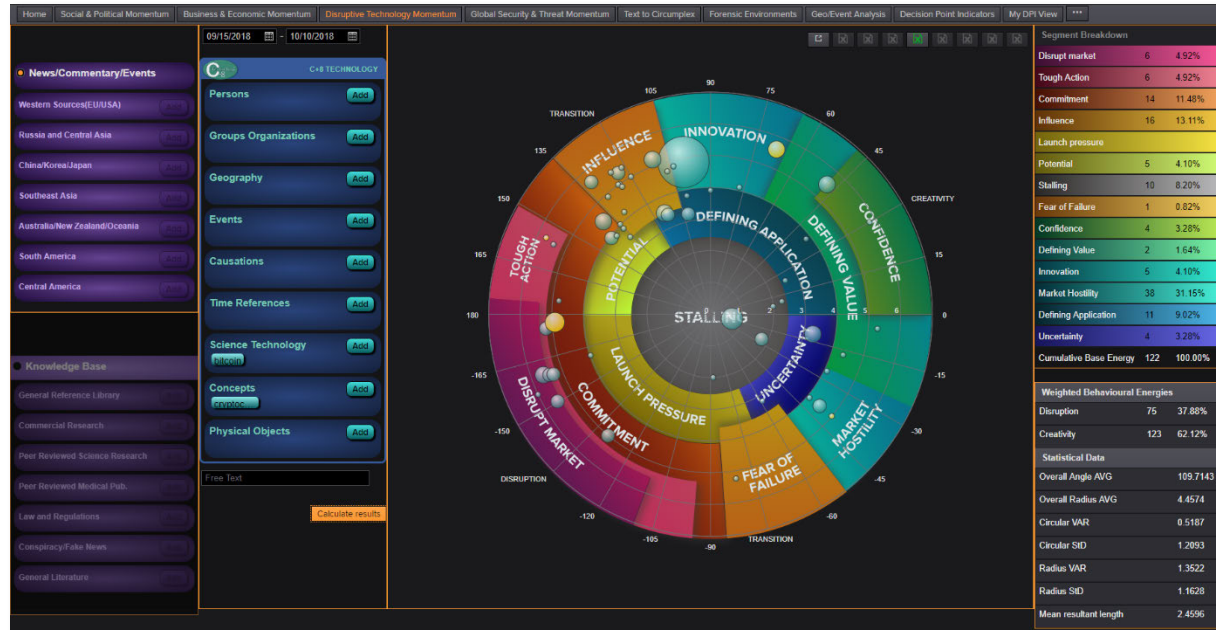 Home Social & Political Momentum Business & Economic Momentum Disruptive Technology Momentum Global Security & Threat Momentum Text to Circumplex Forensic Environments Geo/Event Analysis Decision Point Indicators My DPI View •••
News/Commentary/Events
Western Sources(EU/USA) Add
Russia and Central Asia Add
China/Korea/Japan Add
Southeast Asia Add
Australia/New Zealand/Oceania Add
South America Add
Central America Add
Knowledge Base
General Reference Library
Commercial Research
Peer Reviewed Science Research
Peer Reviewed Medical Pub.
Law and Regulations
Conspiracy/Fake News
General Literature
09/15/2018 - 10/10/2018
C8 C+8 TECHNOLOGY
Persons Add
Groups Organizations Add
Geography Add
Events Add
Causations Add
Time References Add
Science Technology Add
bitcoin
Concepts Add
cryptoc
Physical Objects Add
Free Text
Calculate results
90
105 75
TRANSITION 60
135 45
150 CREATIVITY
165 15
180 0
-165
-150 -30
DISRUPTION -45
-120 -60
-105 TRANSITION
-90
INFLUENCE
INNOVATION
CONFIDENCE
DEFINING APPLICATION
DEFINING VALUE
POTENTIAL
TOUGH ACTION
STALLING
2 3 4 5 6
UNCERTAINTY
LAUNCH PRESSURE
COMMITMENT
DISRUPT MARKET
MARKET HOSTILITY
FEAR OF FAILURE
Segment Breakdown
Disrupt market 6 4.92%
Tough Action 6 4.92%
Commitment 14 11.48%
Influence 16 13.11%
Launch pressure
Potential 5 4.10%
Stalling 10 8.20%
Fear of Failure 1 0.82%
Confidence 4 3.28%
Defining Value 2 1.64%
Innovation 5 4.10%
Market Hostility 38 31.15%
Defining Application 11 9.02%
Uncertainty 4 3.28%
Cumulative Base Energy 122 100.00%
Weighted Behavioural Energies
Disruption 75 37.88%
Creativity 123 62.12%
Statistical Data
Overall Angle AVG 109.7143
Overall Radius AVG 4.4574
Circular VAR 0.5187
Circular StD 1.2093
Radius VAR 1.3522
Radius StD 1.1628
Mean resultant length 2.4596